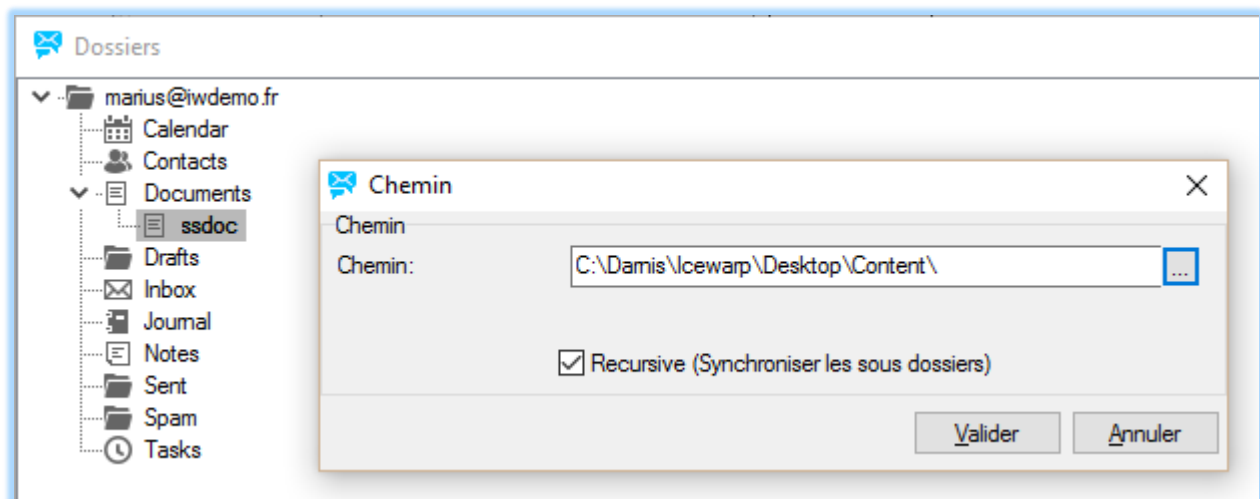 Dossiers
marius@iwdemo.fr
Calendar
Contacts
Documents
ssdoc
Drafts
Inbox
Journal
Notes
Sent
Spam
Tasks
Chemin
Chemin
Chemin:
C:\Damis\Icewarp\Desktop\Content\
...
Recursive (Synchroniser les sous dossiers)
Valider
Annuler